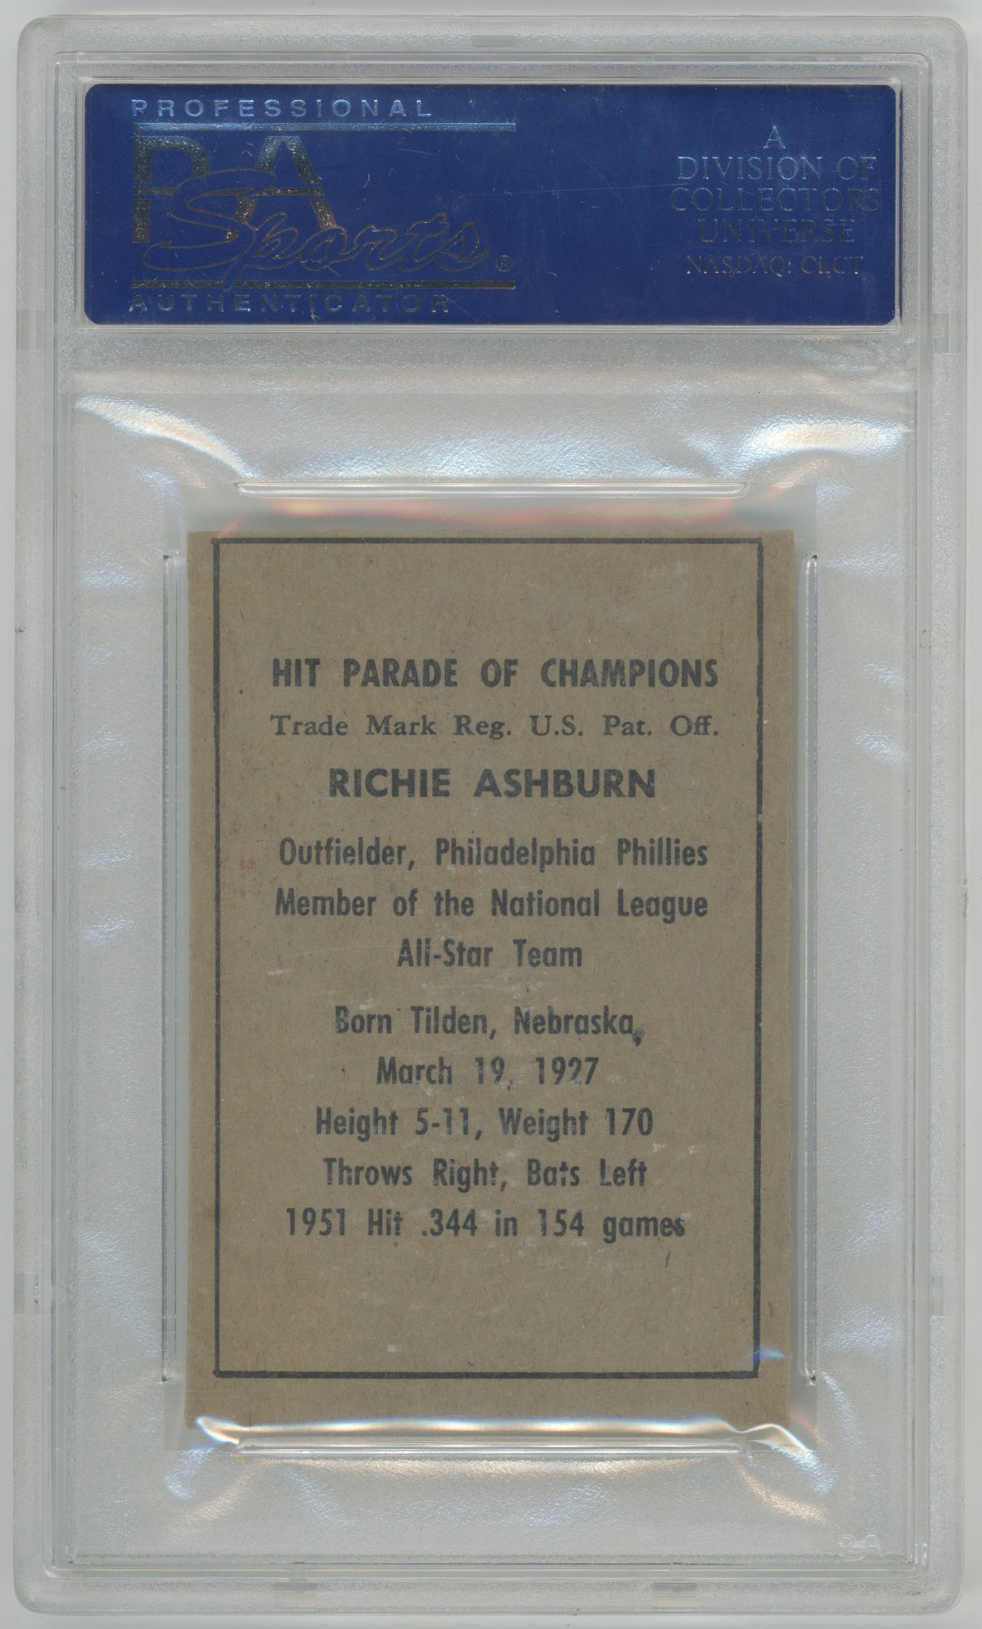 PROFESSIONAL
PSA
Sports®
AUTHENTICATOR
A
DIVISION OF
COLLECTORS
UNIVERSE
NASDAQ: CLCT
HIT PARADE OF CHAMPIONS
Trade Mark Reg. U.S. Pat. Off.
RICHIE ASHBURN
Outfielder, Philadelphia Phillies
Member of the National League
All-Star Team
Born Tilden, Nebraska,
March 19, 1927
Height 5-11, Weight 170
Throws Right, Bats Left
1951 Hit .344 in 154 games
PSA